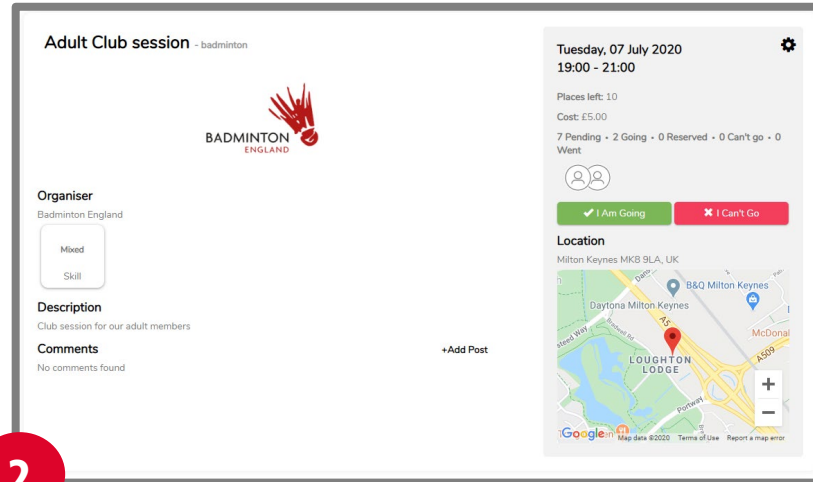 Adult Club session - badminton
BADMINTON
ENGLAND
Organiser
Badminton England
Mixed
Skill
Description
Club session for our adult members
Comments
+Add Post
No comments found
Tuesday, 07 July 2020
19:00 - 21:00
Places left: 10
Cost: £5.00
7 Pending • 2 Going • 0 Reserved • 0 Can't go • 0
Went
I Am Going
I Can't Go
Location
Milton Keynes MK8 9LA, UK
B&Q Milton Keynes
Daytona Milton Keynes
A5
McDonal
A509
LOUGHTON
LODGE
Portway
+
−
Google
Map data ©2020 Terms of Use Report a map error
2